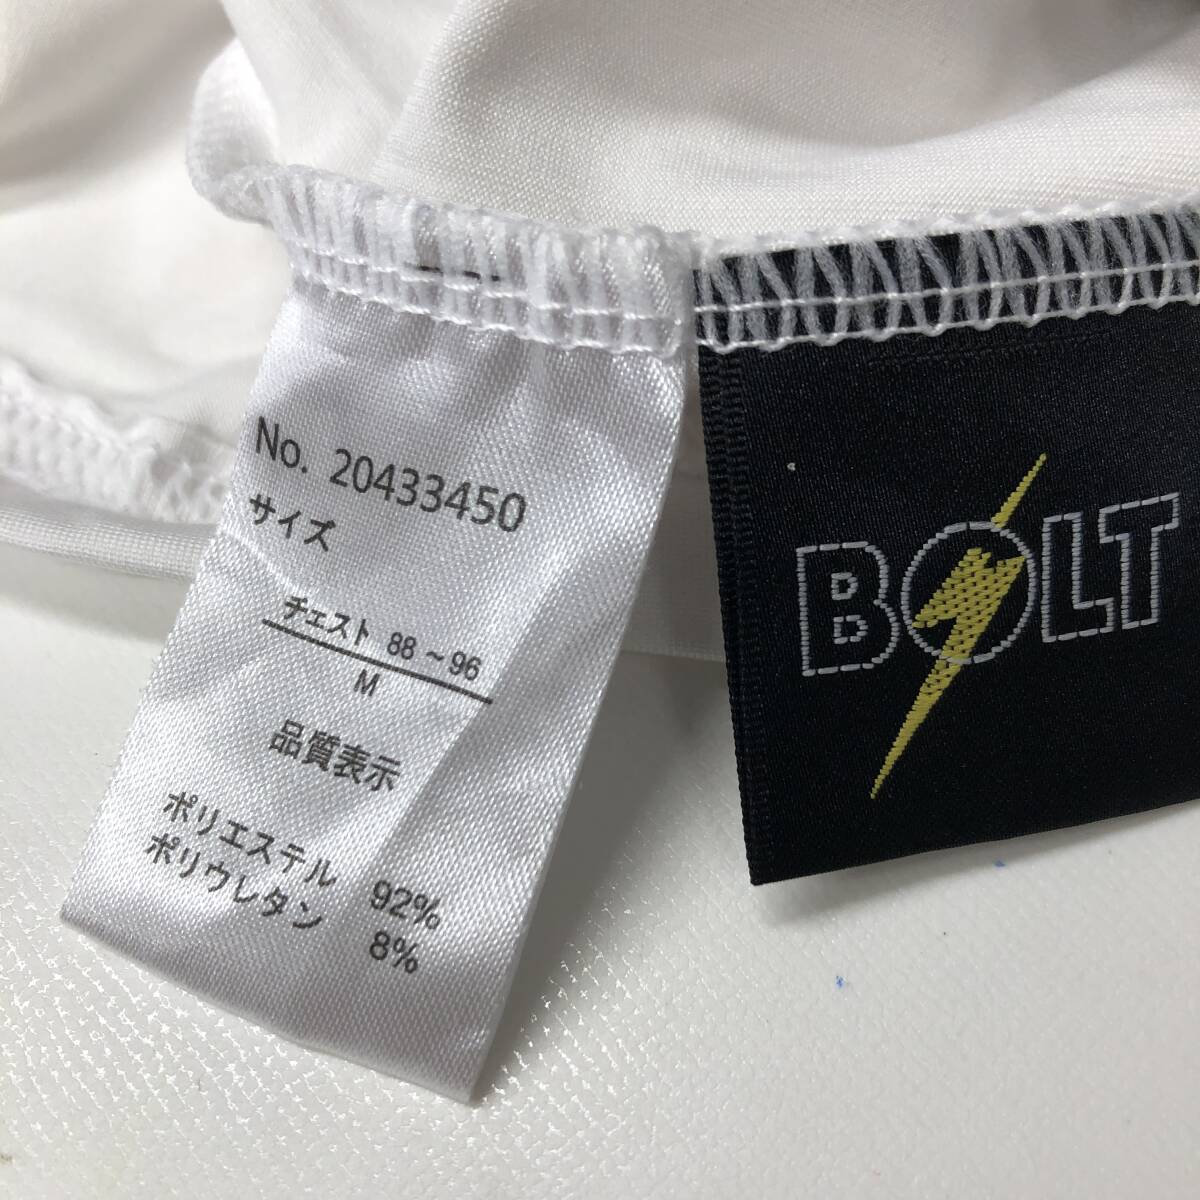 No. 20433450
サイズ
チェスト 88～96
M
品質表示
ポリエステル 92%
ポリウレタン 8%
BOLT